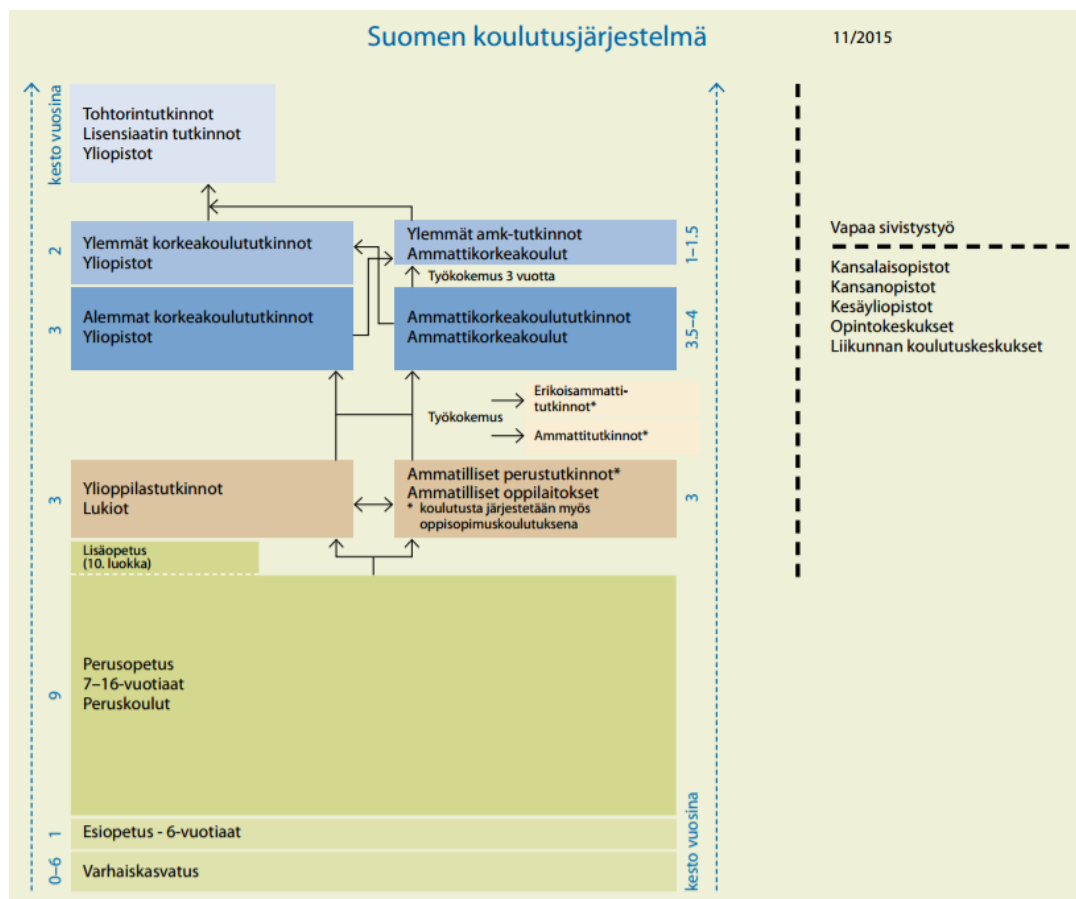 Suomen koulutusjärjestelmä
11/2015
kesto vuosina
Tohtorintutkinnot
Lisensiaatin tutkinnot
Yliopistot
2
Ylemmät korkeakoulututkinnot
Yliopistot
Ylemmät amk-tutkinnot
Ammattikorkeakoulut
1–1.5
Työkokemus 3 vuotta
3
Alemmat korkeakoulututkinnot
Yliopistot
Ammattikorkeakoulututkinnot
Ammattikorkeakoulut
3.5–4
Työkokemus
Erikoisammatti-
tutkinnot*
Ammattitutkinnot*
3
Ylioppilastutkinnot
Lukiot
Ammatilliset perustutkinnot*
Ammatilliset oppilaitokset
* koulutusta järjestetään myös
oppisopimuskoulutuksena
3
Lisäopetus
(10. luokka)
9
Perusopetus
7–16-vuotiaat
Peruskoulut
1
Esiopetus - 6-vuotiaat
0–6
Varhaiskasvatus
kesto vuosina
Vapaa sivistystyö
Kansalaisopistot
Kansanopistot
Kesäyliopistot
Opintokeskukset
Liikunnan koulutuskeskukset